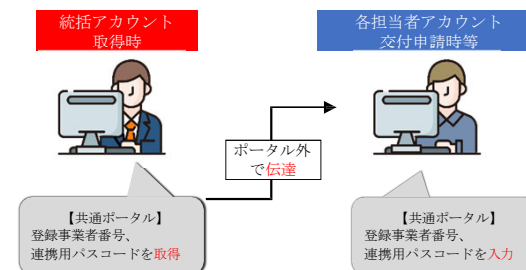 統括アカウント
取得時
各担当者アカウント
交付申請時等
ポータル外
で伝達
【共通ポータル】
登録事業者番号、
連携用パスコードを取得
【共通ポータル】
登録事業者番号、
連携用パスコードを入力